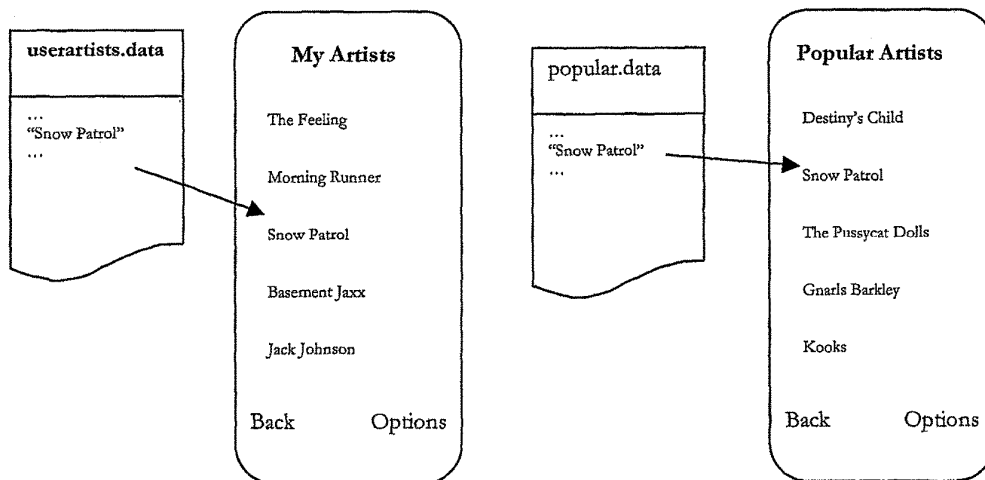 userartists.data
...
“Snow Patrol”
...
My Artists
The Feeling
Morning Runner
Snow Patrol
Basement Jaxx
Jack Johnson
Back Options
popular.data
...
“Snow Patrol”
...
Popular Artists
Destiny's Child
Snow Patrol
The Pussycat Dolls
Gnarls Barkley
Kooks
Back Options